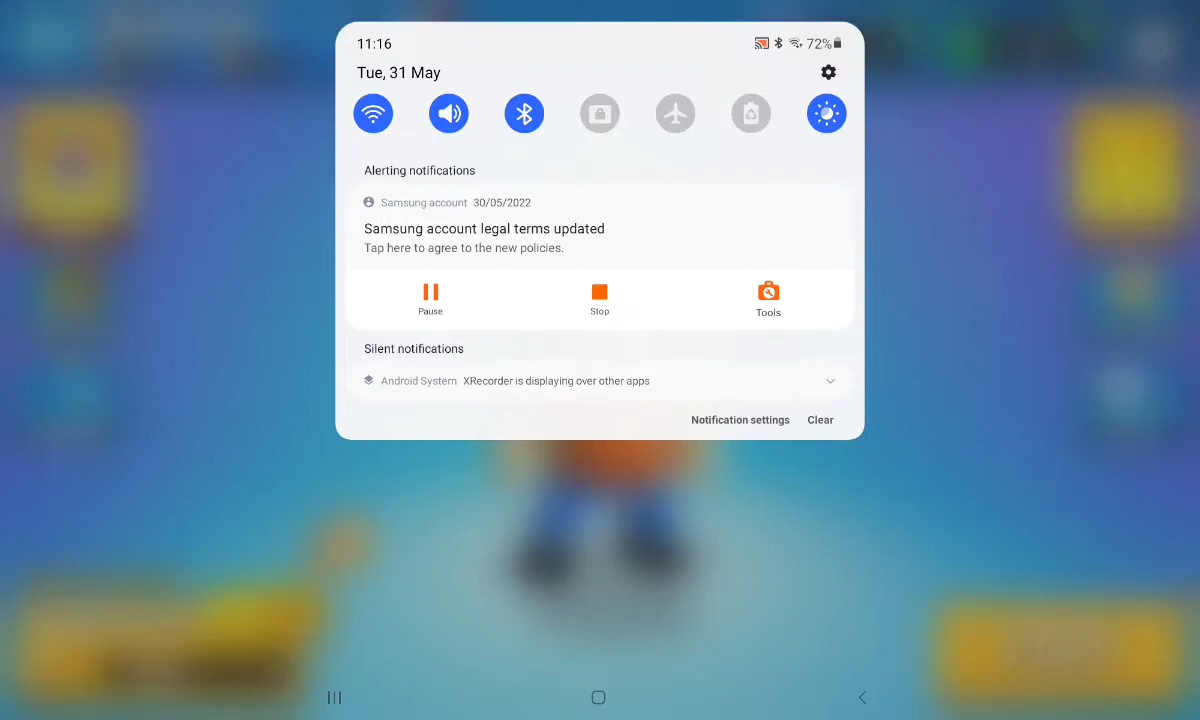 11:16
72%
Tue, 31 May
Alerting notifications
Samsung account 30/05/2022
Samsung account legal terms updated
Tap here to agree to the new policies.
Pause
Stop
Tools
Silent notifications
Android System XRecorder is displaying over other apps
Notification settings
Clear